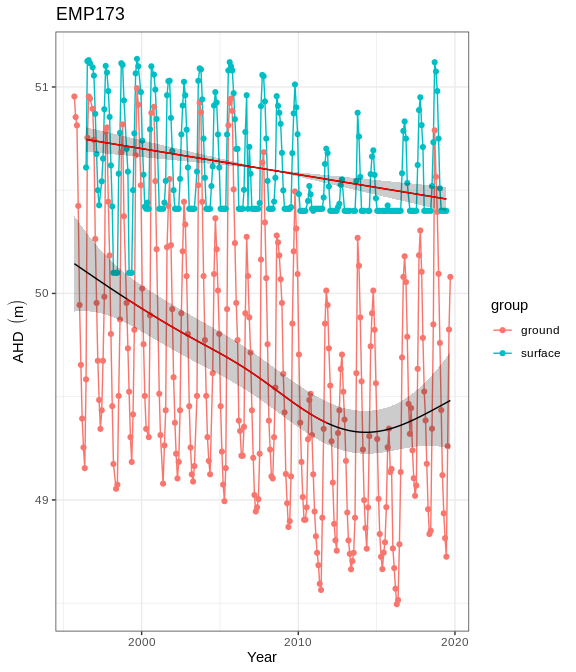 EMP173
51
50
49
AHD (m)
2000
2010
2020
Year
group
ground
surface